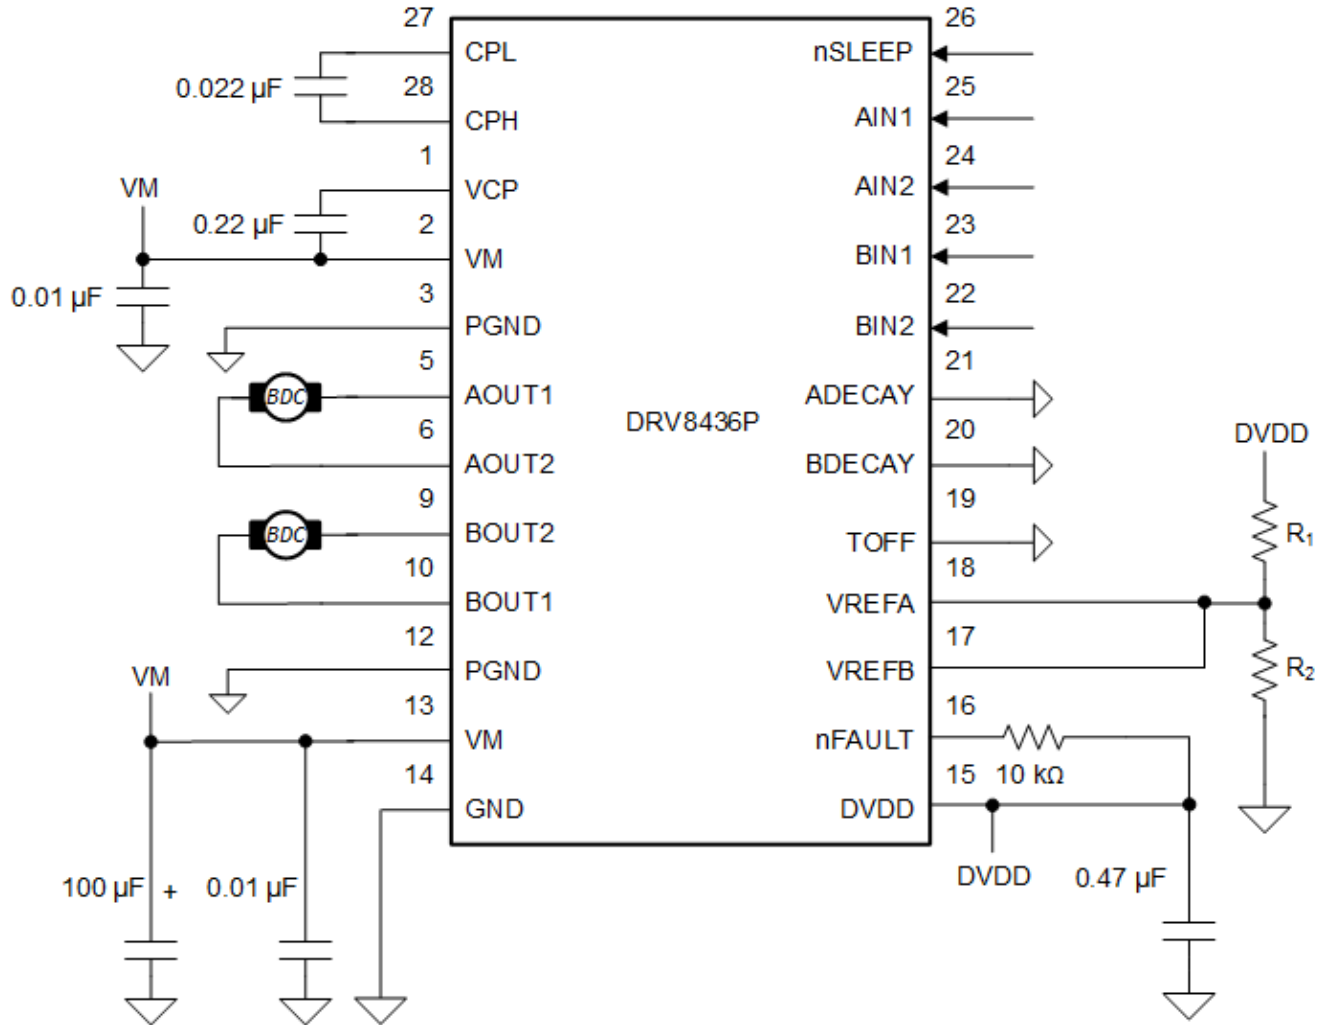 27 26
CPL nSLEEP
0.022 µF 28 25
CPH AIN1
1 24
VM VCP AIN2
0.22 µF 2 23
VM BIN1
0.01 µF 3 22
PGND BIN2
5 21
BDC AOUT1 ADECAY
DRV8436P
6 20 DVDD
AOUT2 BDECAY
9 19
BDC BOUT2 TOFF R1
10 18
BOUT1 VREFA
12 17
VM PGND VREFB R2
13 16
VM nFAULT
14 15 10 kΩ
GND DVDD
100 µF + 0.01 µF DVDD 0.47 µF